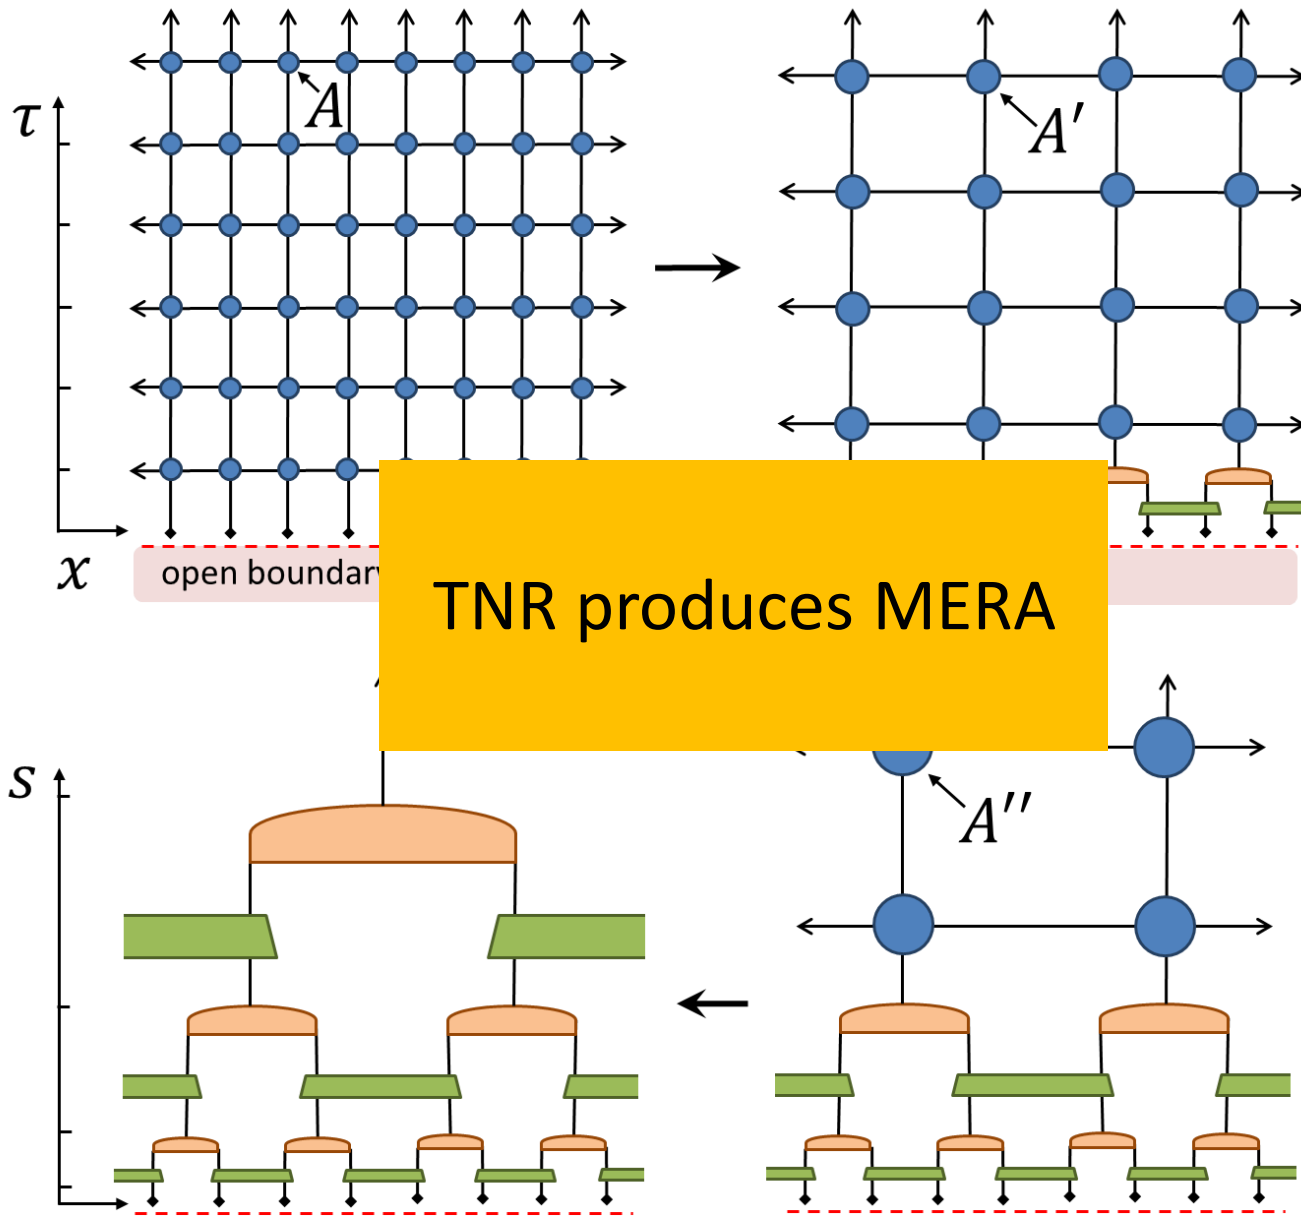 τ
A
A′
x
open boundary
TNR produces MERA
s
A′′